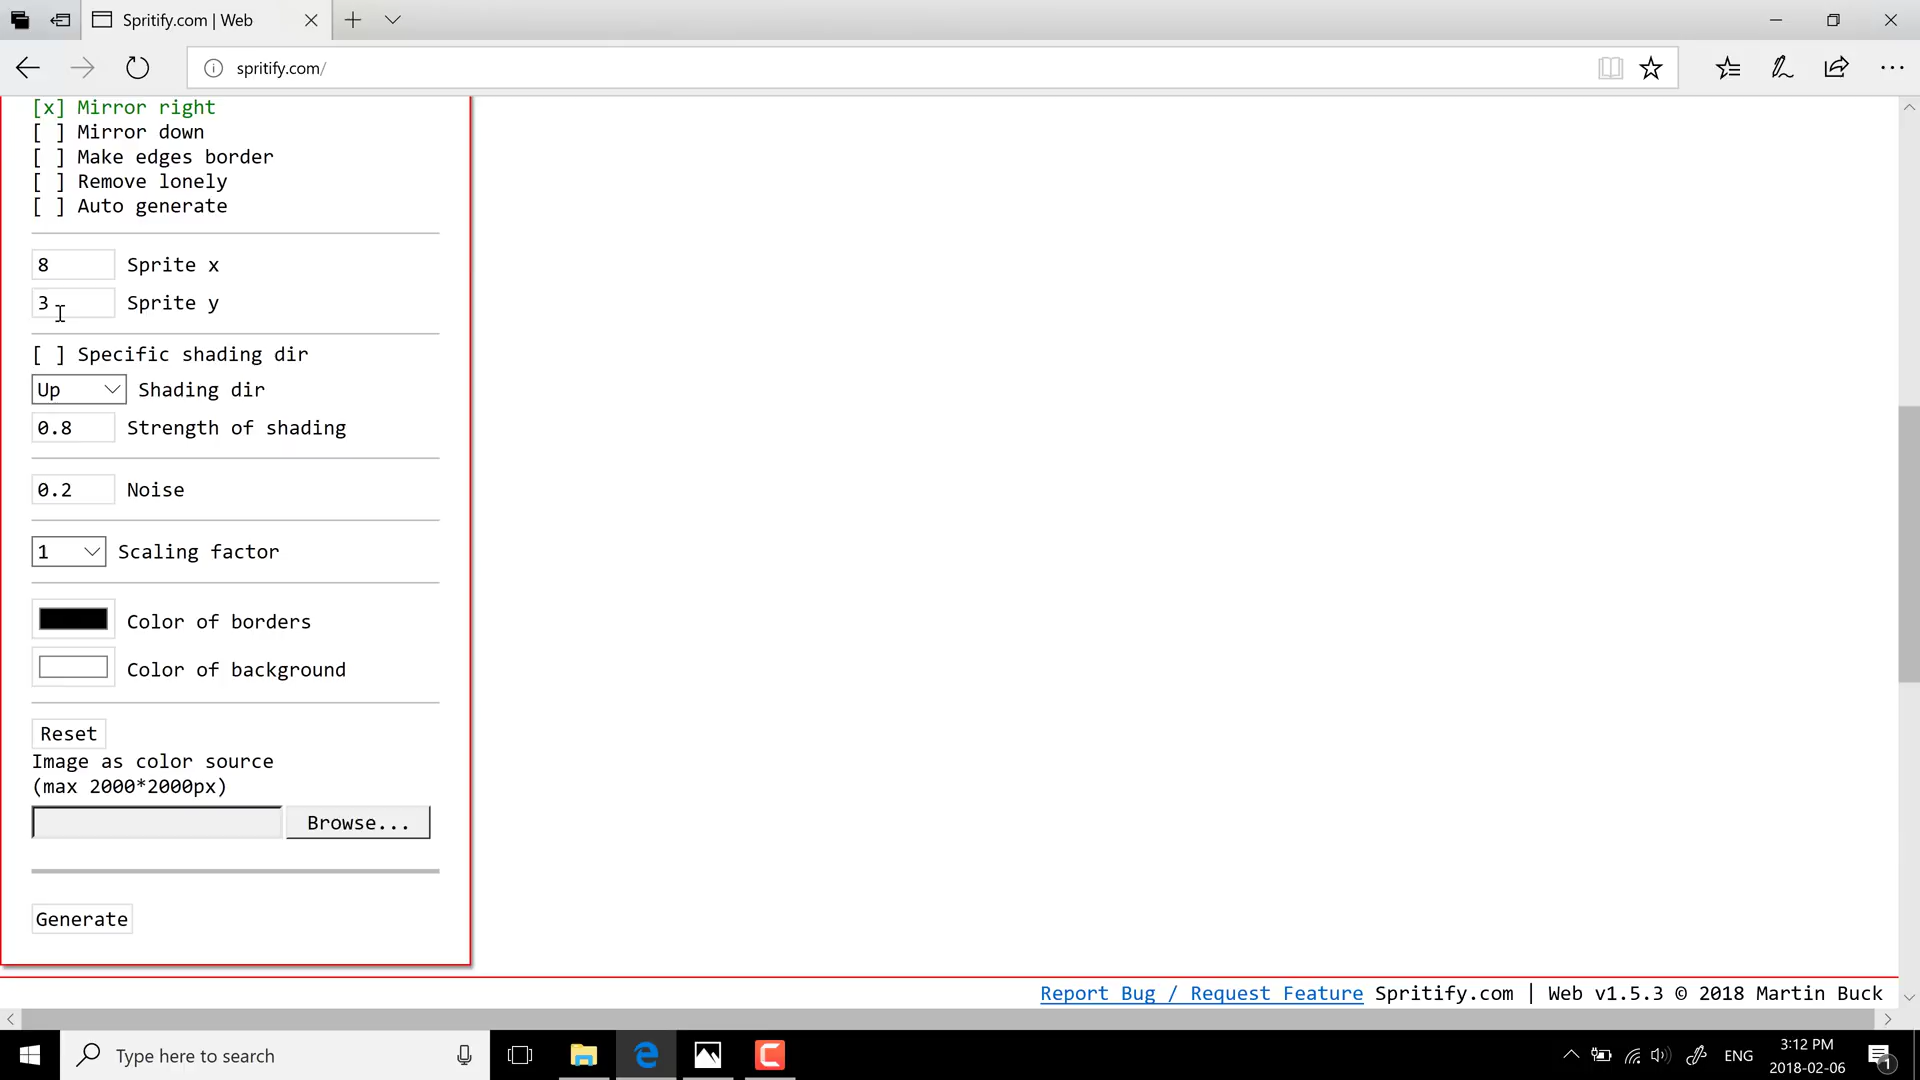 Spritify.com | Web
spritify.com/
[x] Mirror right
[ ] Mirror down
[ ] Make edges border
[ ] Remove lonely
[ ] Auto generate
8 Sprite x
3 Sprite y
[ ] Specific shading dir
Up Shading dir
0.8 Strength of shading
0.2 Noise
1 Scaling factor
Color of borders
Color of background
Reset
Image as color source
(max 2000*2000px)
Browse...
Generate
Report Bug / Request Feature Spritify.com | Web v1.5.3 © 2018 Martin Buck
Type here to search
ENG
3:12 PM
2018-02-06
1